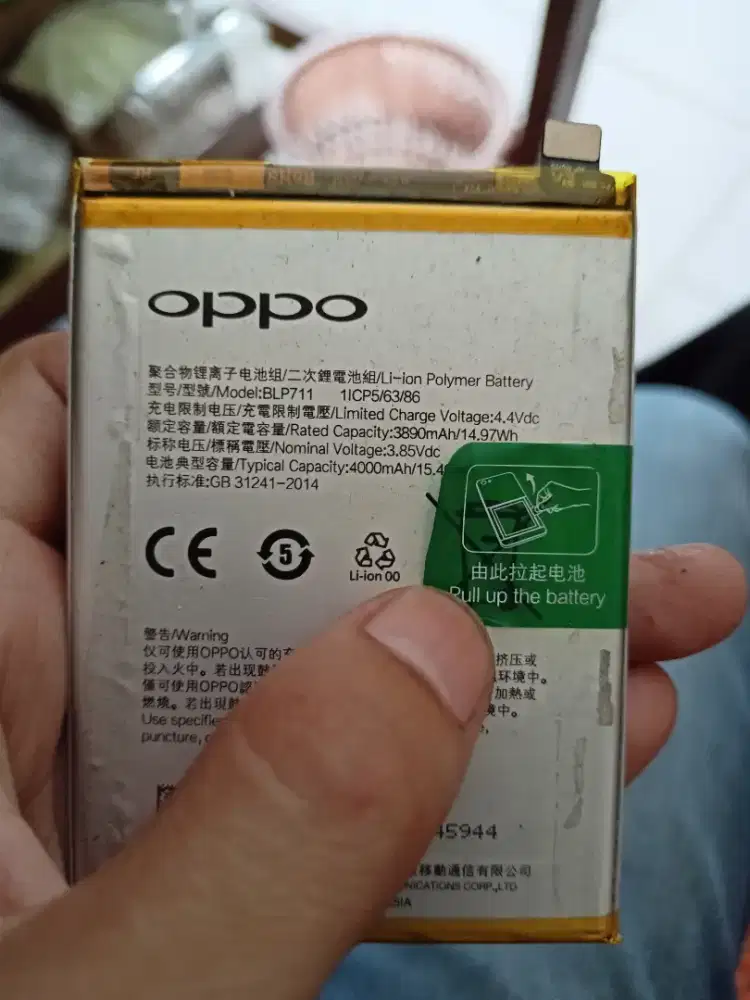 oppo
聚合物锂离子电池组/二次鋰電池組/Li-ion Polymer Battery
型号/型號/Model:BLP711 1ICP5/63/86
充电限制电压/充電限制電壓/Limited Charge Voltage:4.4Vdc
额定容量/額定電容量/Rated Capacity:3890mAh/14.97Wh
标称电压/標稱電壓/Nominal Voltage:3.85Vdc
电池典型容量/Typical Capacity:4000mAh/15.4
执行标准:GB 31241-2014
CE
5
Li-ion 00
由此拉起电池
Pull up the battery
警告/Warning
仅可使用OPPO认可的充 挤压或
投入火中。若出现鼓 环境中。
僅可使用OPPO認 加熱或
燃燒。若出現鼓 境中。
Use specifie
puncture,
45944
移動通信有限公司
NICATIONS CORP.,LTD
SIA